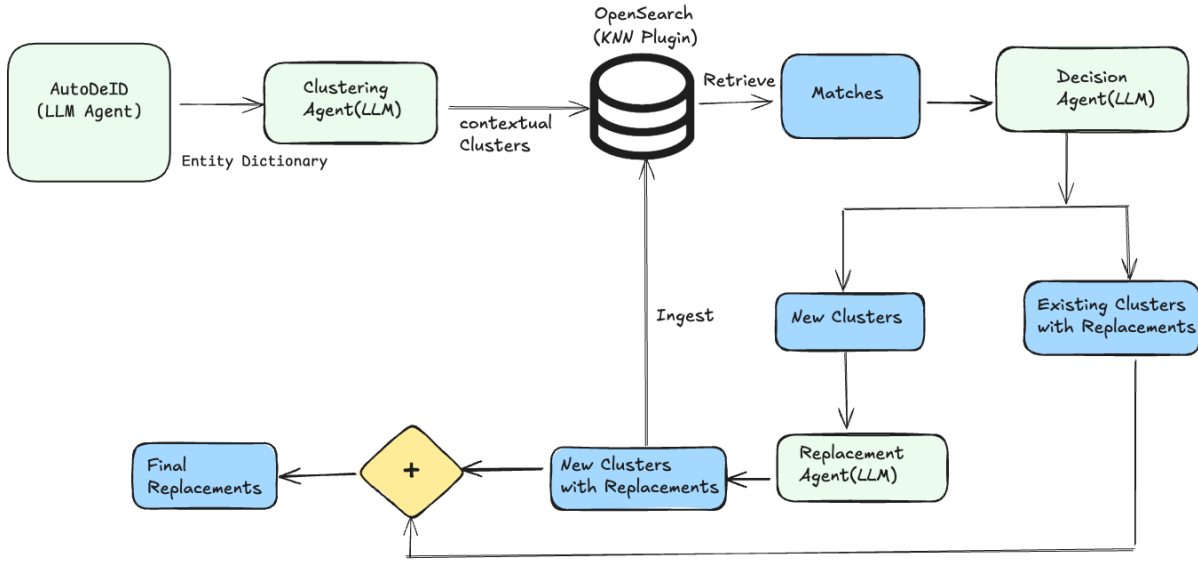 OpenSearch
(KNN Plugin)
AutoDeID
(LLM Agent)
Clustering
Agent(LLM)
Retrieve
Matches
Decision
Agent(LLM)
Entity Dictionary
contextual
Clusters
Ingest
New Clusters
Existing Clusters
with Replacements
Final
Replacements
+
New Clusters
with Replacements
Replacement
Agent(LLM)